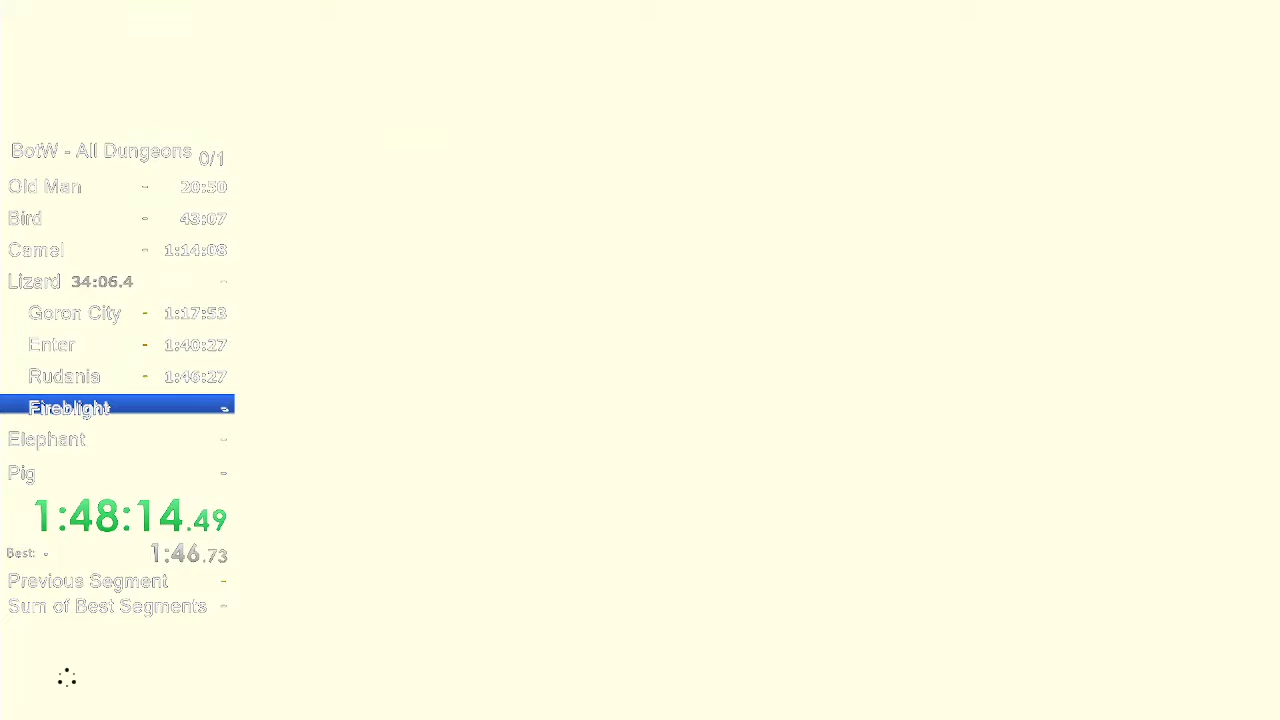 BotW - All Dungeons 0/1
Old Man - 20:50
Bird - 43:07
Camel - 1:14:08
Lizard 34:06.4 -
Goron City - 1:17:53
Enter - 1:40:27
Rudania - 1:46:27
Fireblight -
Elephant -
Pig -
1:48:14.49
Best: - 1:46.73
Previous Segment -
Sum of Best Segments -